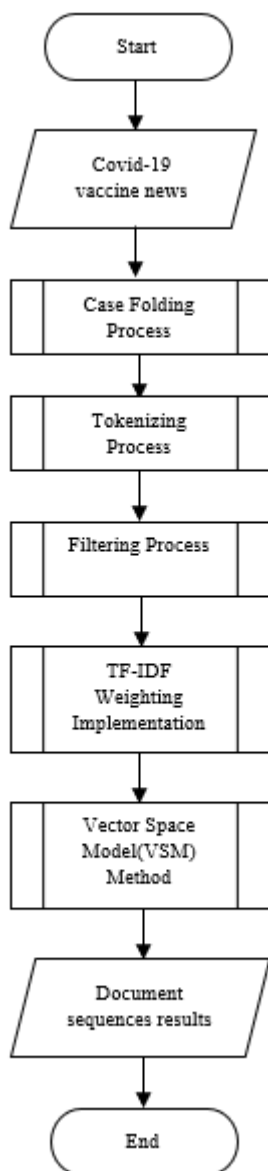 Start
Covid-19
vaccine news
Case Folding
Process
Tokenizing
Process
Filtering Process
TF-IDF
Weighting
Implementation
Vector Space
Model(VSM)
Method
Document
sequences results
End